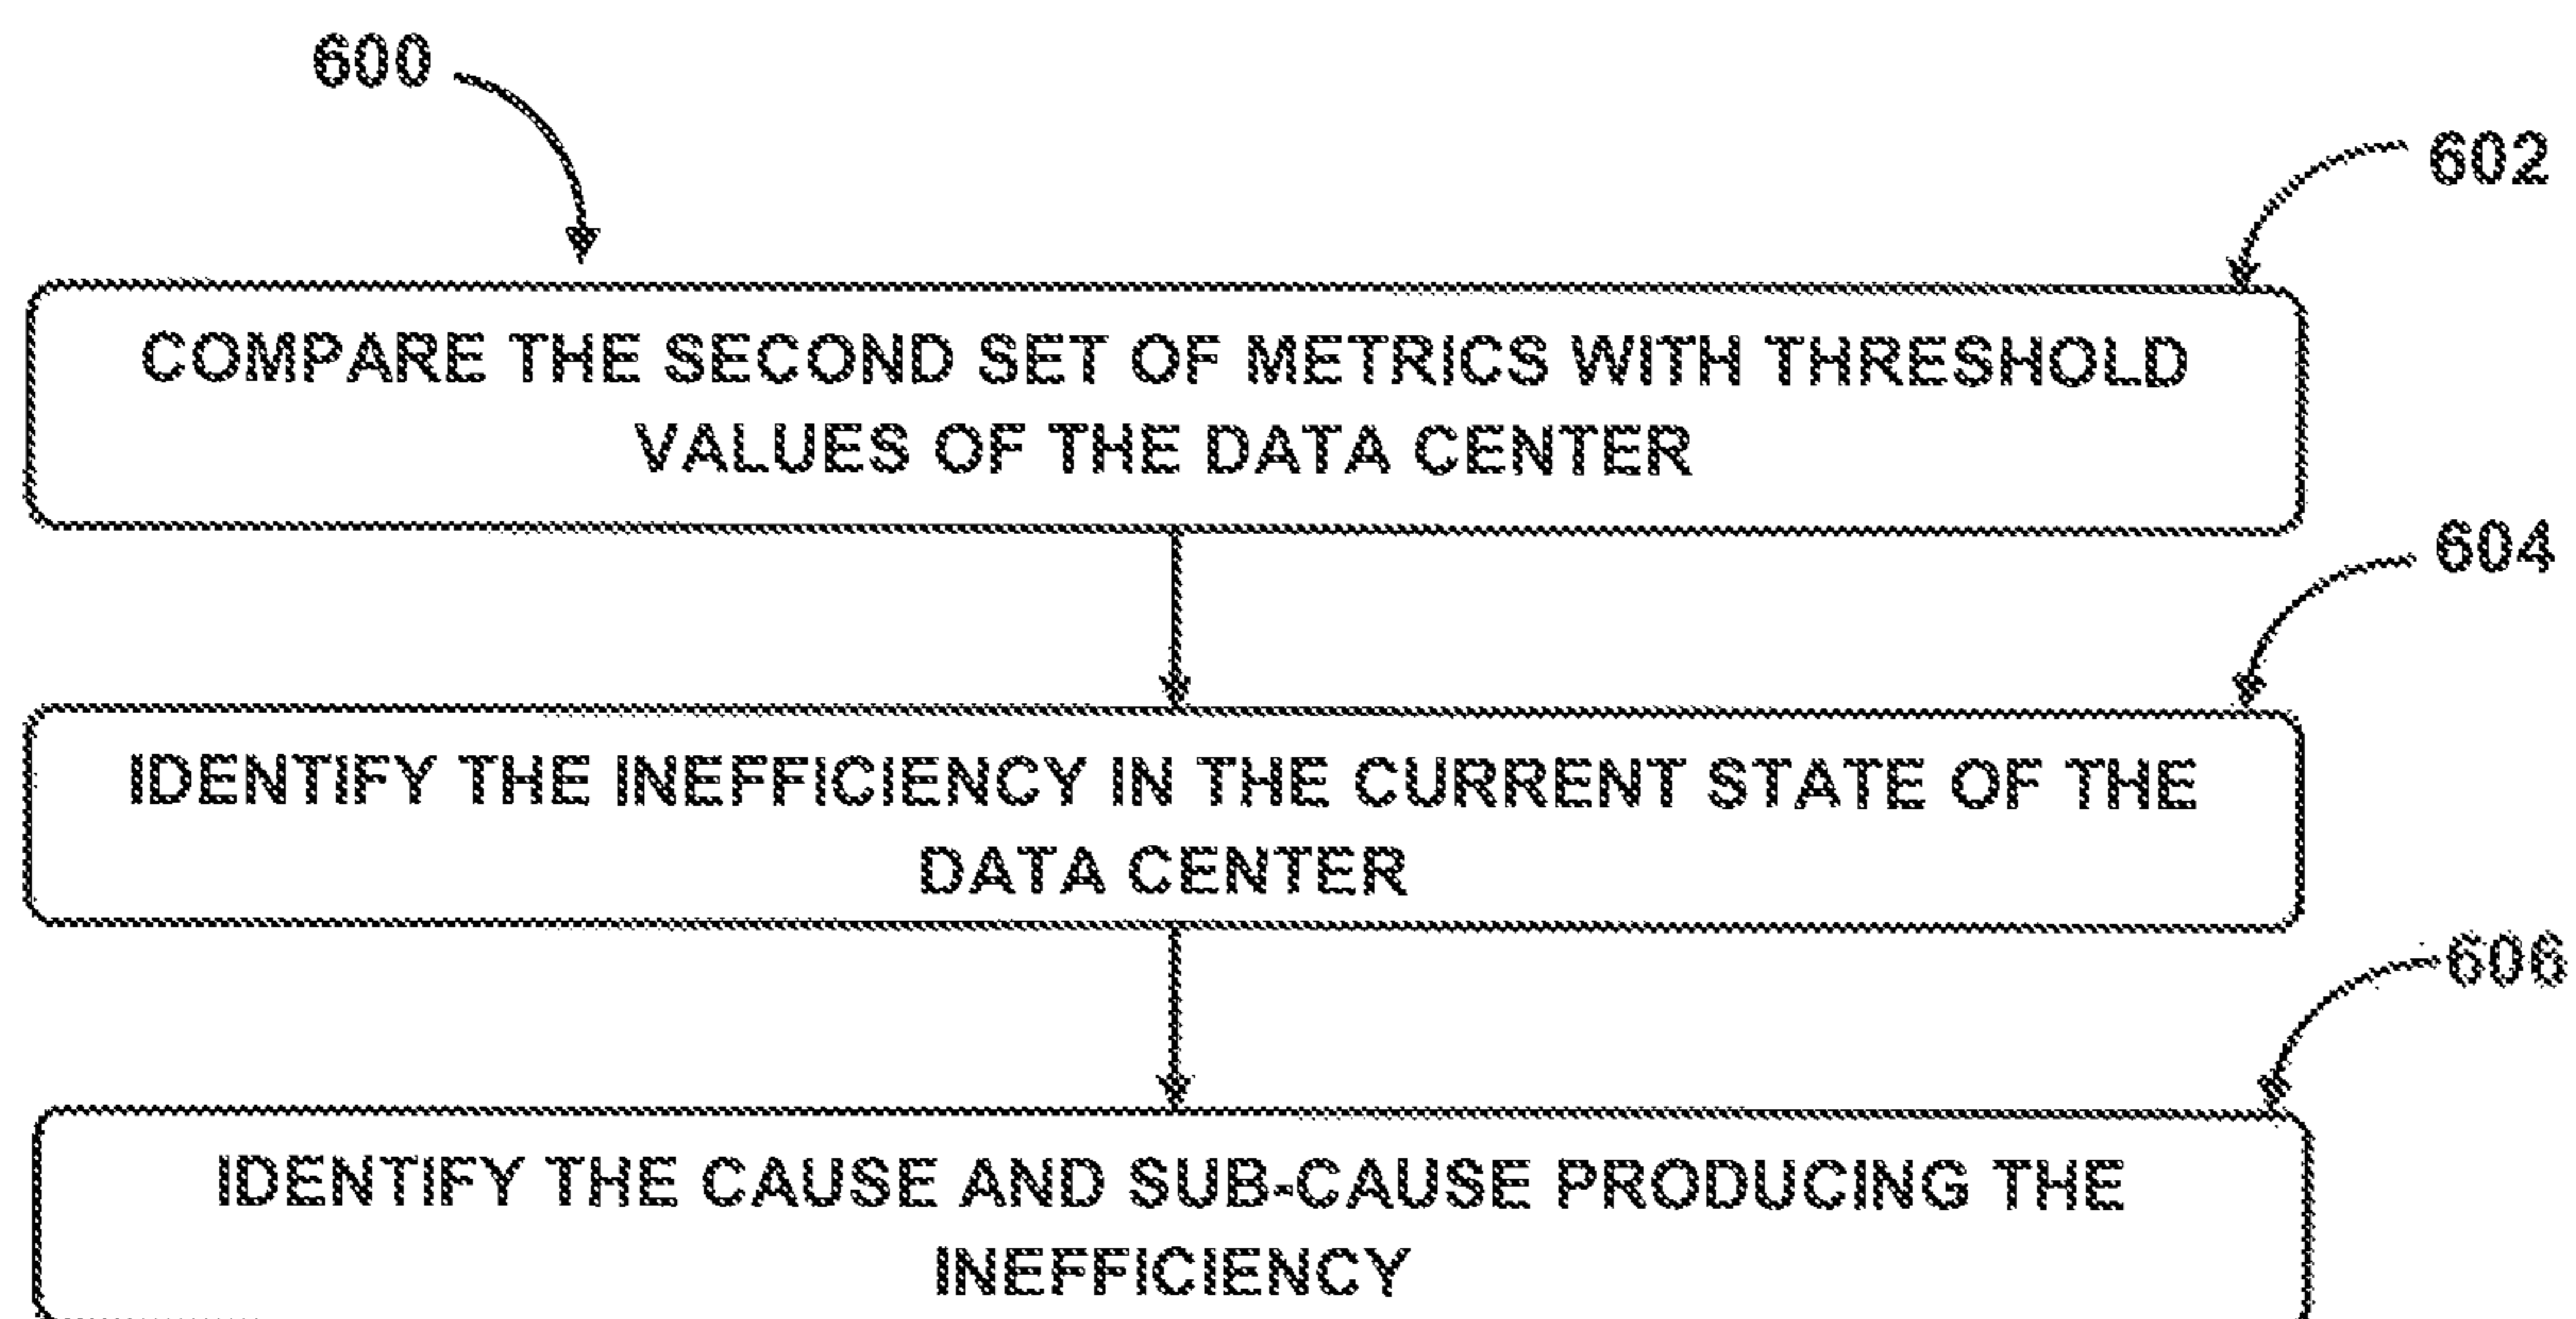 600
602
COMPARE THE SECOND SET OF METRICS WITH THRESHOLD
VALUES OF THE DATA CENTER
604
IDENTIFY THE INEFFICIENCY IN THE CURRENT STATE OF THE
DATA CENTER
606
IDENTIFY THE CAUSE AND SUB-CAUSE PRODUCING THE
INEFFICIENCY